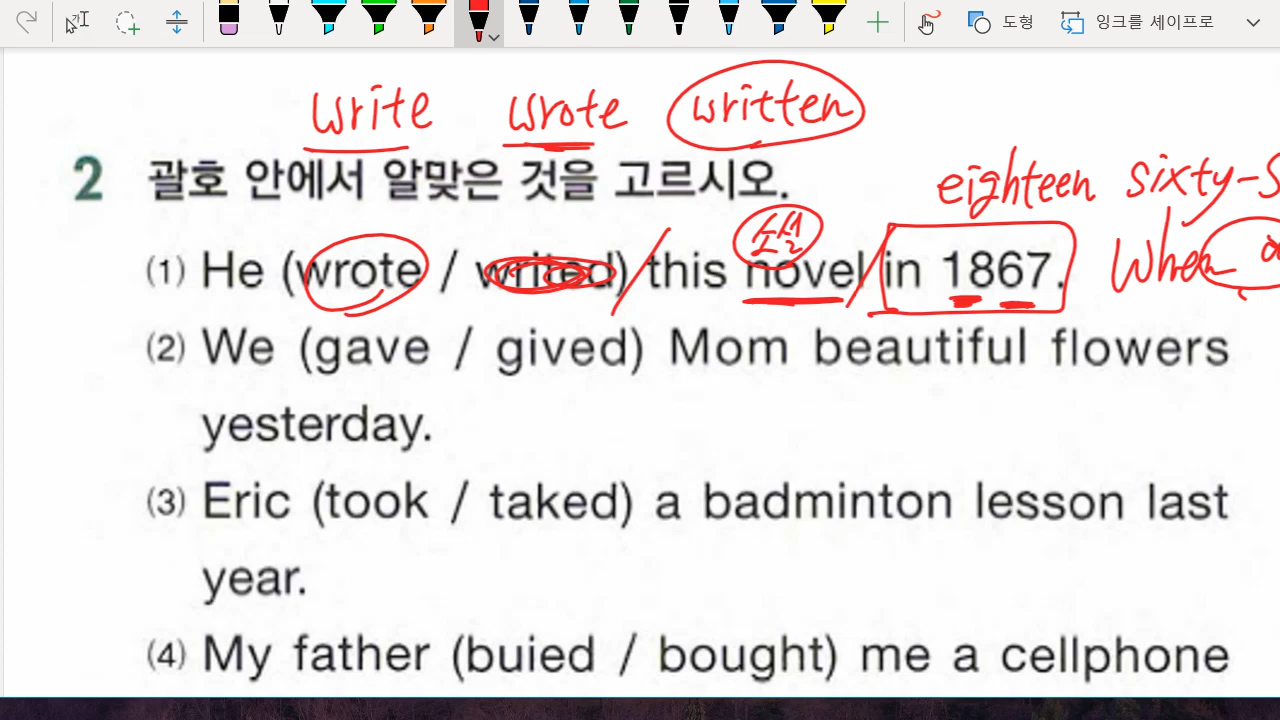 도형 잉크를 셰이프로
write wrote written
2 괄호 안에서 알맞은 것을 고르시오.
eighteen sixty-s
소설
(1) He (wrote / writed) this novel in 1867. When
(2) We (gave / gived) Mom beautiful flowers
yesterday.
(3) Eric (took / taked) a badminton lesson last
year.
(4) My father (buied / bought) me a cellphone